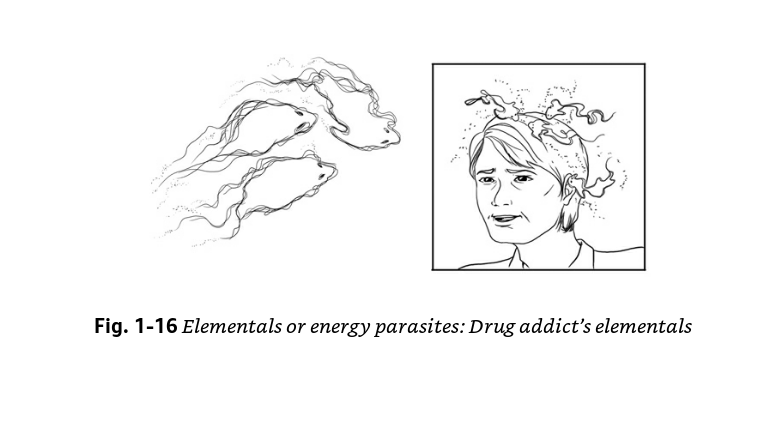 Fig. 1-16 Elementals or energy parasites: Drug addict’s elementals